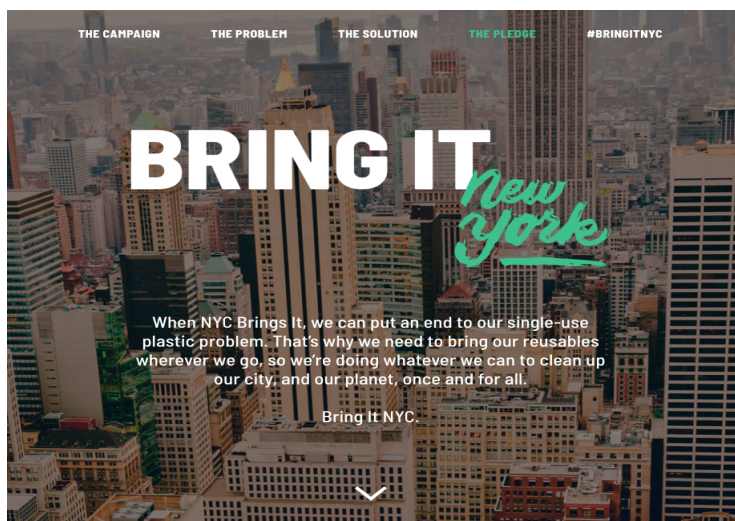 THE CAMPAIGN THE PROBLEM THE SOLUTION THE PLEDGE #BRINGITNYC
BRING IT
New
York
When NYC Brings It, we can put an end to our single-use
plastic problem. That's why we need to bring our reusables
wherever we go, so we're doing whatever we can to clean up
our city, and our planet, once and for all.
Bring It NYC.